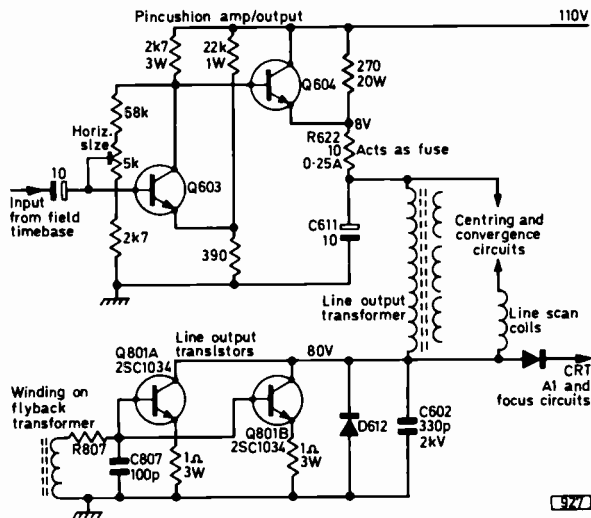 Pincushion amp/output
110V
2k7
3W
22k
1W
Q604
270
20W
8V
R622
10
0·25A
Acts as fuse
58k
Horiz.
size
5k
10
Q603
Input
from field
timebase
2k7
390
C611
10
Centring and
convergence
circuits
Line output
transformer
Line scan
coils
Line output
transistors
Q801A
2SC1034
80V
CRT
A1 and
focus circuits
Winding on
flyback
transformer
R807
C807
100p
1Ω
3W
Q801B
2SC1034
1Ω
3W
D612
C602
330p
2kV
927